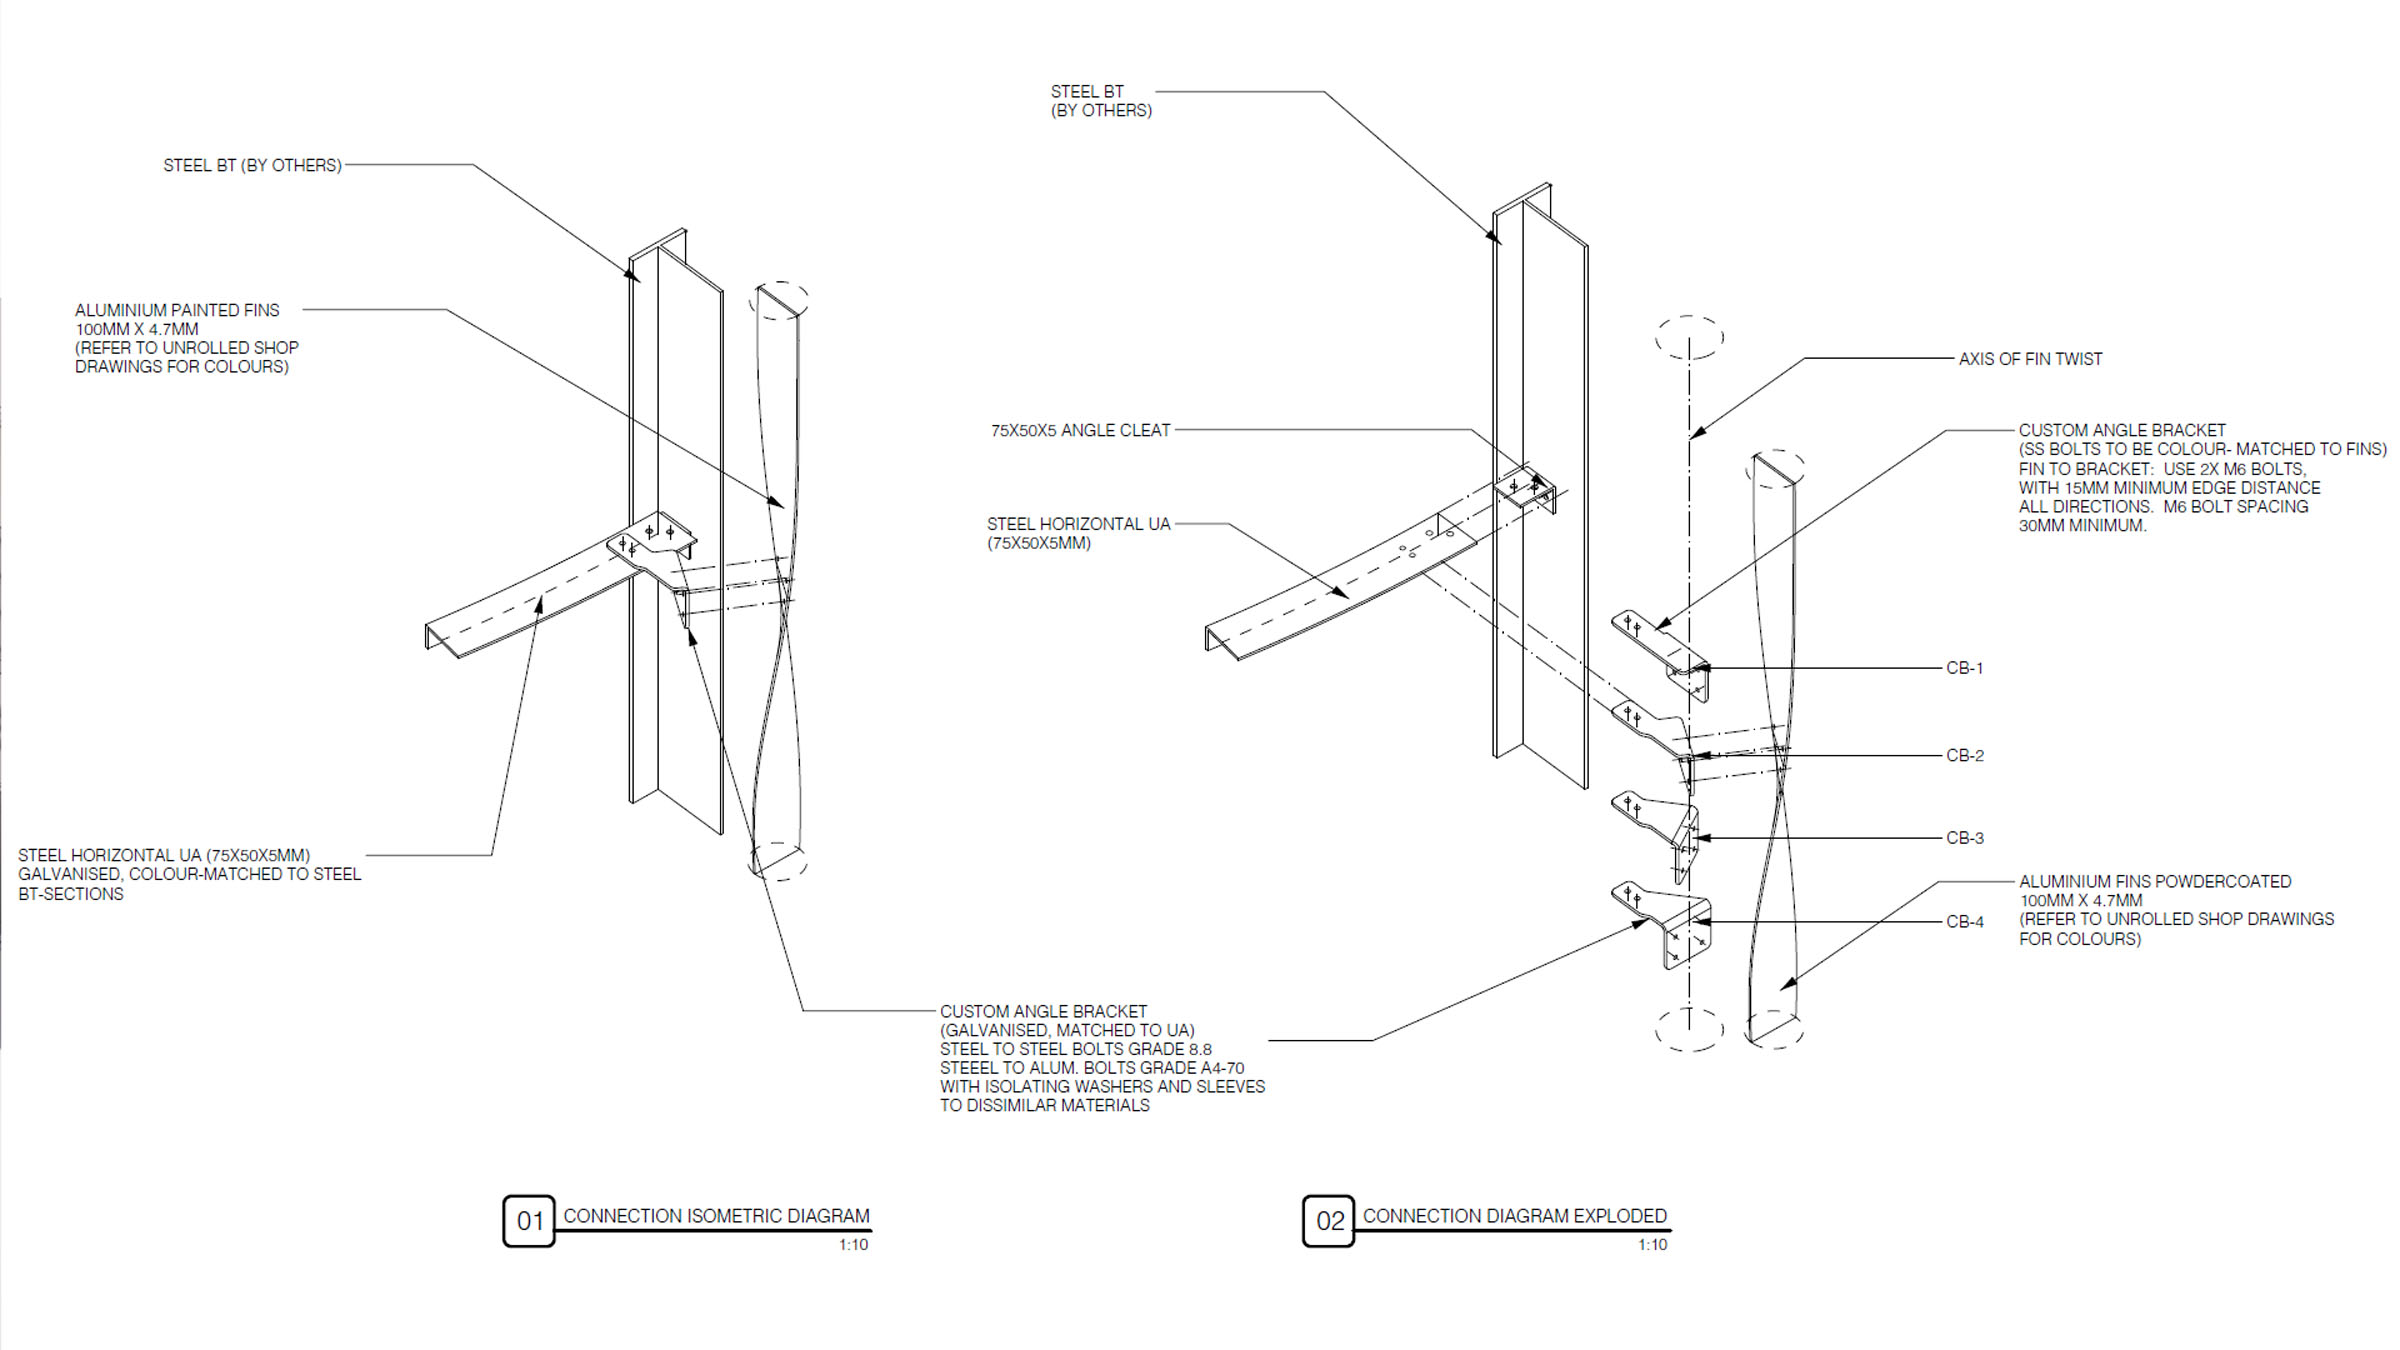 STEEL BT (BY OTHERS)
ALUMINIUM PAINTED FINS
100MM X 4.7MM
(REFER TO UNROLLED SHOP
DRAWINGS FOR COLOURS)
STEEL HORIZONTAL UA (75X50X5MM)
GALVANISED, COLOUR-MATCHED TO STEEL
BT-SECTIONS
CUSTOM ANGLE BRACKET
(GALVANISED, MATCHED TO UA)
STEEL TO STEEL BOLTS GRADE 8.8
STEEEL TO ALUM. BOLTS GRADE A4-70
WITH ISOLATING WASHERS AND SLEEVES
TO DISSIMILAR MATERIALS
01 CONNECTION ISOMETRIC DIAGRAM
1:10
STEEL BT
(BY OTHERS)
75X50X5 ANGLE CLEAT
STEEL HORIZONTAL UA
(75X50X5MM)
AXIS OF FIN TWIST
CUSTOM ANGLE BRACKET
(SS BOLTS TO BE COLOUR- MATCHED TO FINS)
FIN TO BRACKET: USE 2X M6 BOLTS,
WITH 15MM MINIMUM EDGE DISTANCE
ALL DIRECTIONS. M6 BOLT SPACING
30MM MINIMUM.
CB-1
CB-2
CB-3
CB-4
ALUMINIUM FINS POWDERCOATED
100MM X 4.7MM
(REFER TO UNROLLED SHOP DRAWINGS
FOR COLOURS)
02 CONNECTION DIAGRAM EXPLODED
1:10